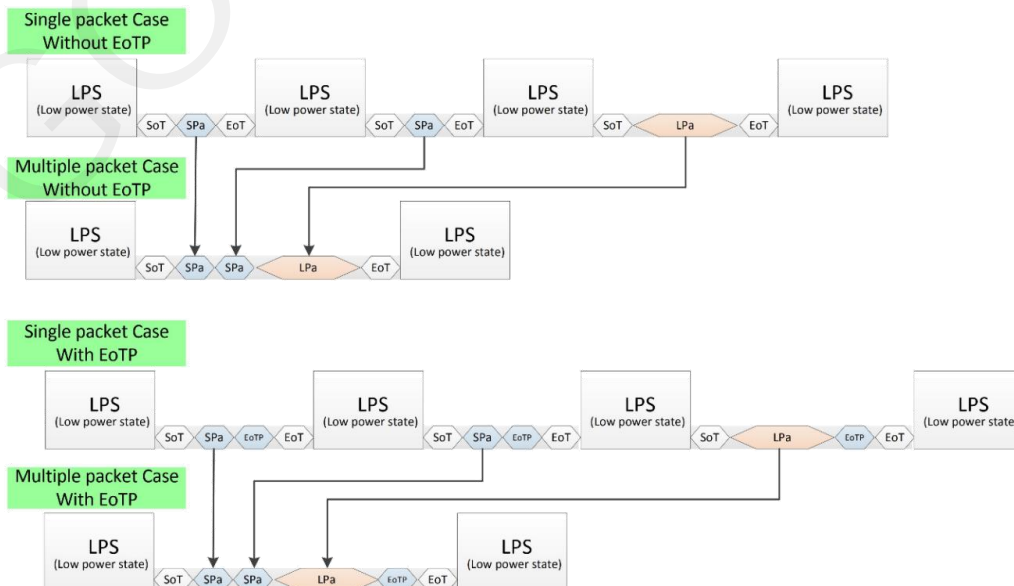 Single packet Case
Without EoTP
LPS
(Low power state)
SoT
SPa
EoT
LPS
(Low power state)
SoT
SPa
EoT
LPS
(Low power state)
SoT
LPa
EoT
LPS
(Low power state)
Multiple packet Case
Without EoTP
LPS
(Low power state)
SoT
SPa
SPa
LPa
EoT
LPS
(Low power state)
Single packet Case
With EoTP
LPS
(Low power state)
SoT
SPa
EoTP
EoT
LPS
(Low power state)
SoT
SPa
EoTP
EoT
LPS
(Low power state)
SoT
LPa
EoTP
EoT
LPS
(Low power state
Multiple packet Case
With EoTP
LPS
(Low power state)
SoT
SPa
SPa
LPa
EoTP
EoT
LPS
(Low power state)